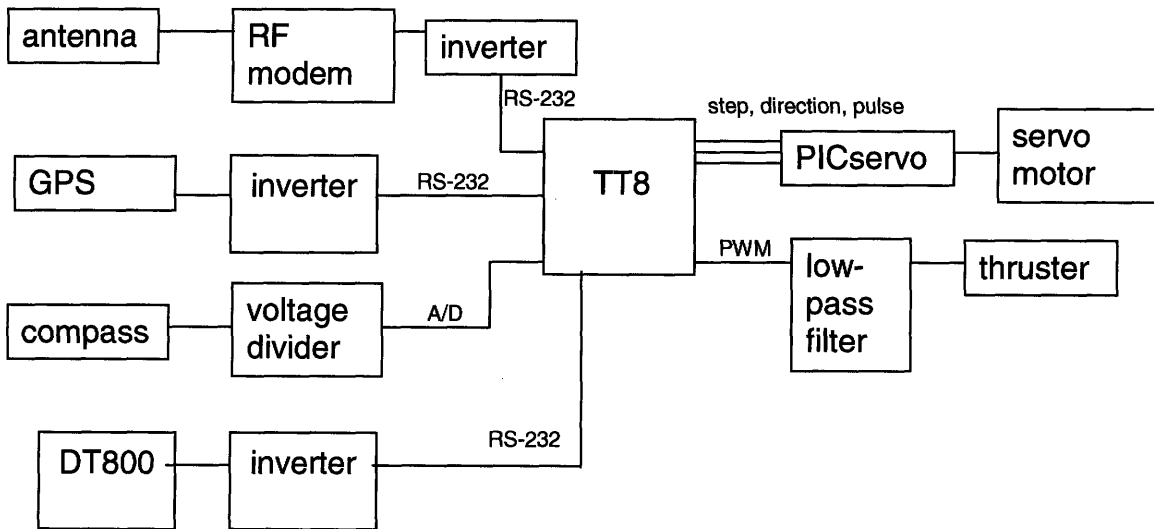 antenna
RF
modem
inverter
RS-232
step, direction, pulse
GPS
inverter
RS-232
TT8
PICservo
servo
motor
compass
voltage
divider
A/D
PWM
low-
pass
filter
thruster
DT800
inverter
RS-232